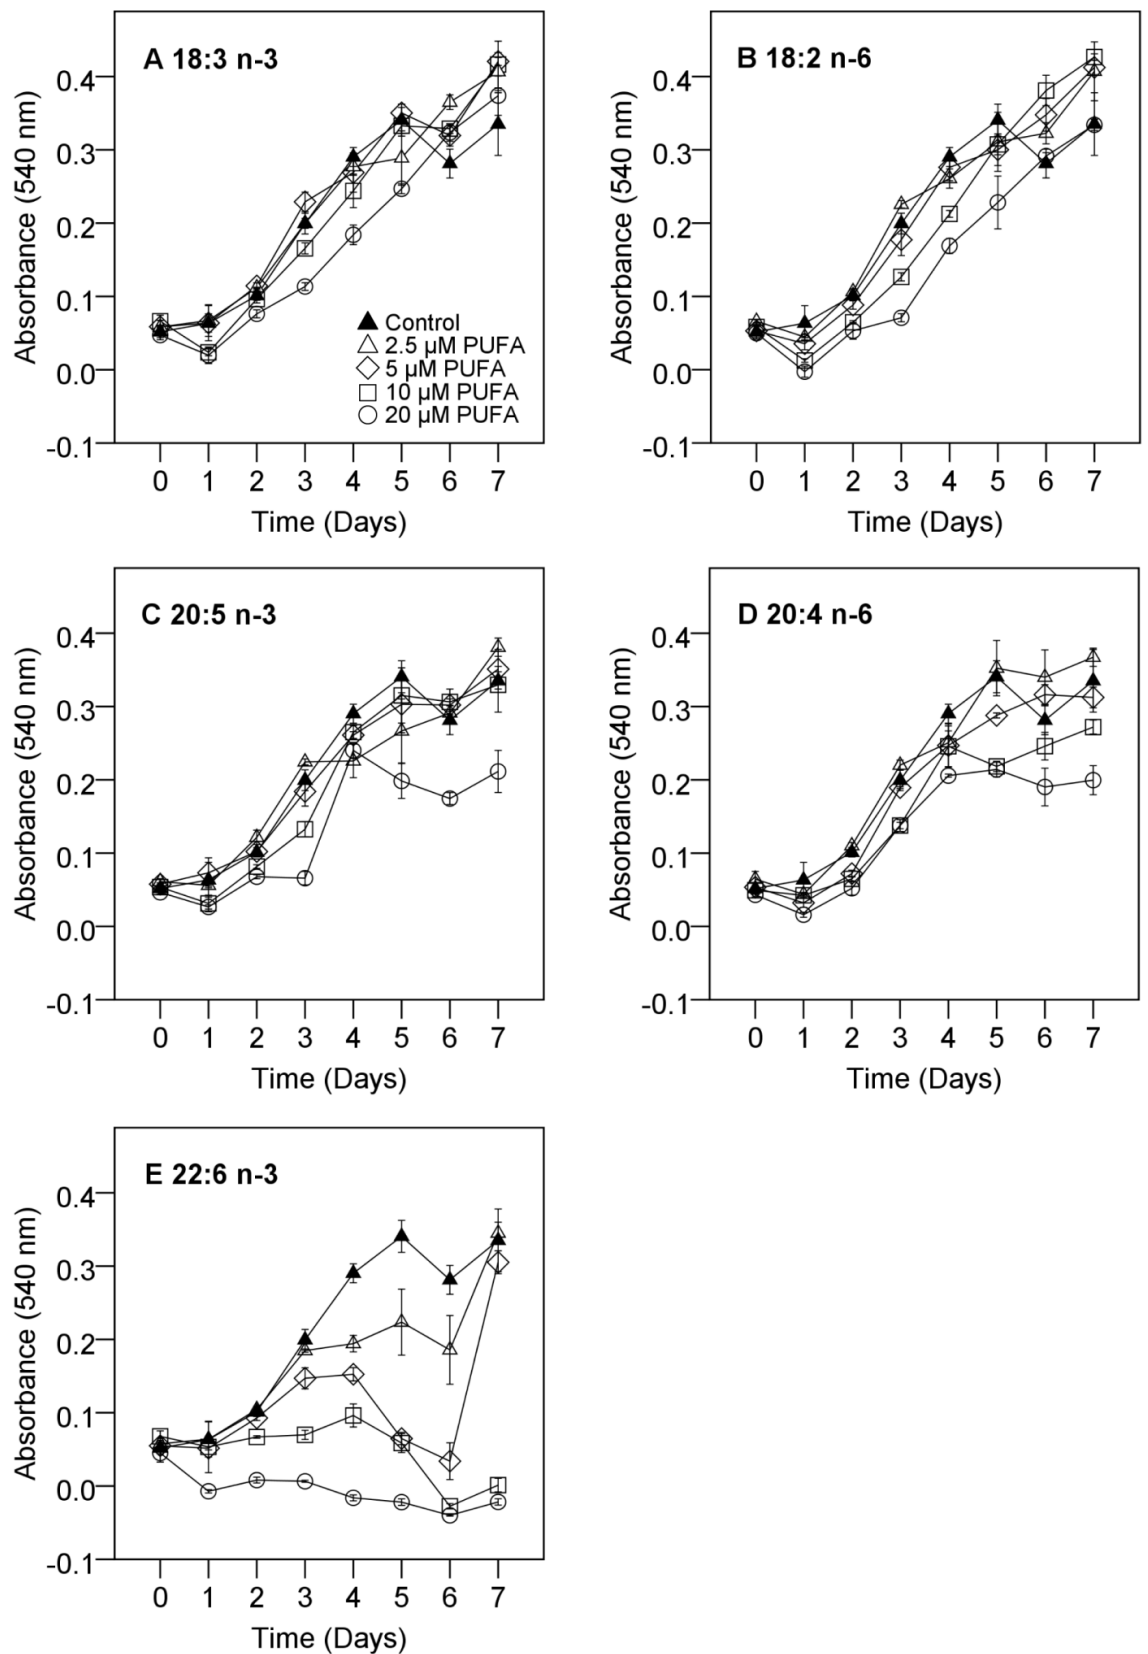 A 18:3 n-3
Absorbance (540 nm)
0.4
0.3
0.2
0.1
0.0
-0.1
Control
2.5 µM PUFA
5 µM PUFA
10 µM PUFA
20 µM PUFA
0 1 2 3 4 5 6 7
Time (Days)
B 18:2 n-6
Absorbance (540 nm)
0.4
0.3
0.2
0.1
0.0
-0.1
0 1 2 3 4 5 6 7
Time (Days)
C 20:5 n-3
Absorbance (540 nm)
0.4
0.3
0.2
0.1
0.0
-0.1
0 1 2 3 4 5 6 7
Time (Days)
D 20:4 n-6
Absorbance (540 nm)
0.4
0.3
0.2
0.1
0.0
-0.1
0 1 2 3 4 5 6 7
Time (Days)
E 22:6 n-3
Absorbance (540 nm)
0.4
0.3
0.2
0.1
0.0
-0.1
0 1 2 3 4 5 6 7
Time (Days)